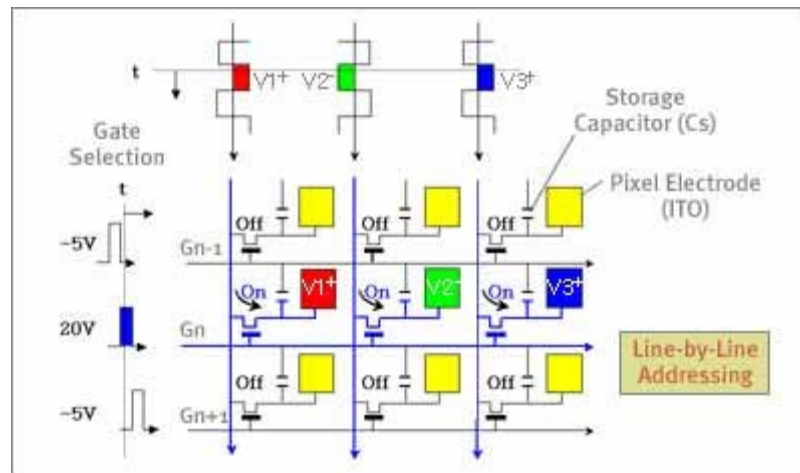 t
V1+
V2-
V3+
Storage
Capacitor (Cs)
Gate
Selection
t
Pixel Electrode
(ITO)
-5V
Off
Off
Off
Gn-1
V1+
V2-
V3+
On
On
On
20V
Gn
Line-by-Line
Addressing
Off
Off
Off
-5V
Gn+1